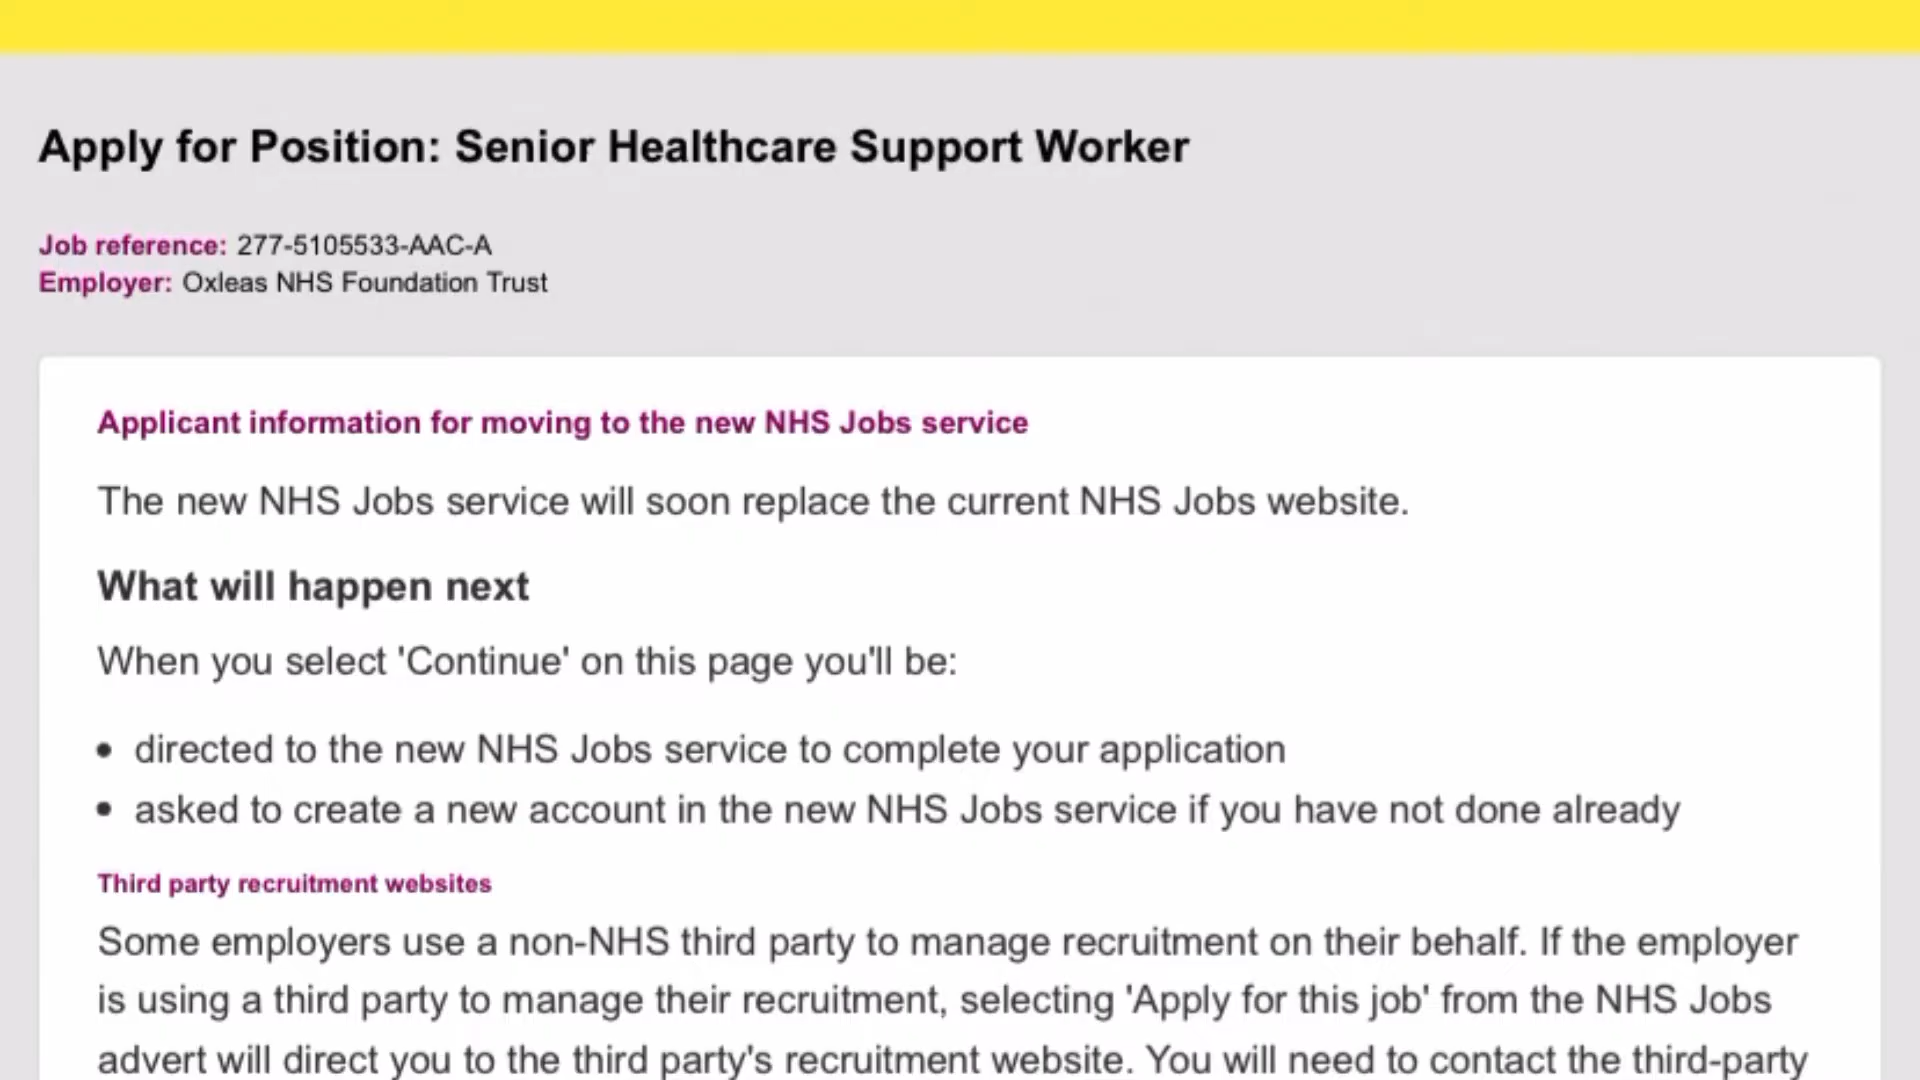 Apply for Position: Senior Healthcare Support Worker
Job reference: 277-5105533-AAC-A
Employer: Oxleas NHS Foundation Trust
Applicant information for moving to the new NHS Jobs service
The new NHS Jobs service will soon replace the current NHS Jobs website.
What will happen next
When you select 'Continue' on this page you'll be:
• directed to the new NHS Jobs service to complete your application
• asked to create a new account in the new NHS Jobs service if you have not done already
Third party recruitment websites
Some employers use a non-NHS third party to manage recruitment on their behalf. If the employer
is using a third party to manage their recruitment, selecting 'Apply for this job' from the NHS Jobs
advert will direct you to the third party's recruitment website. You will need to contact the third-party